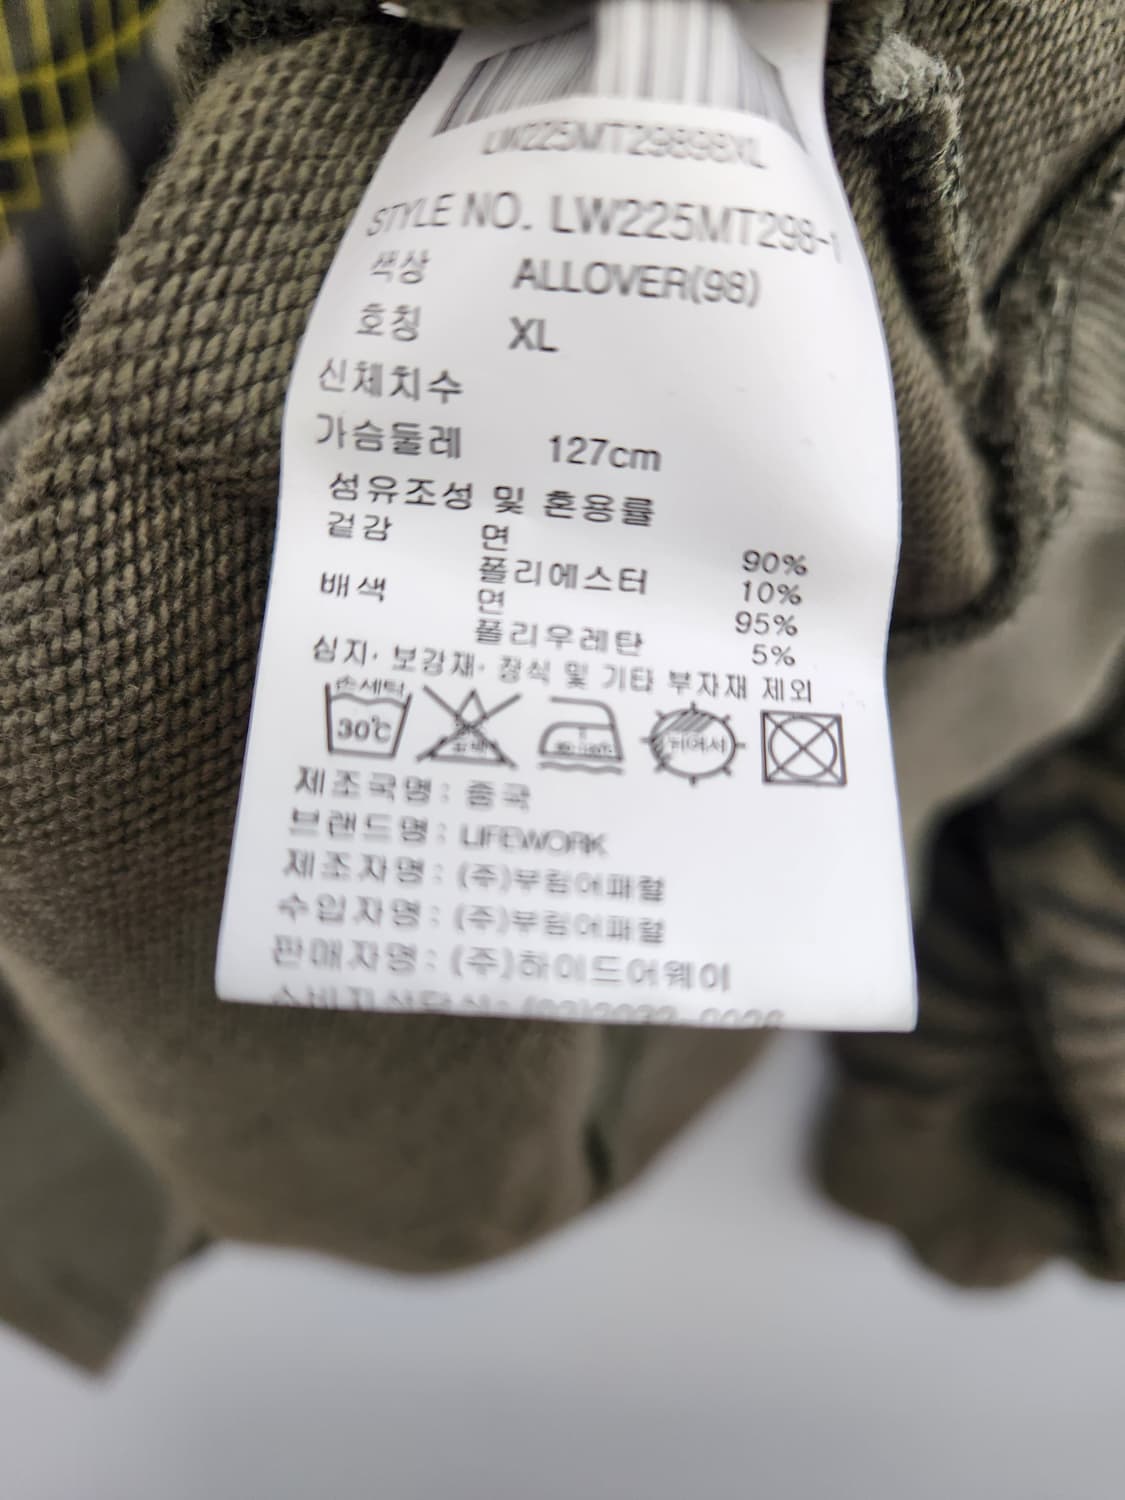 LW225MT29898XL
STYLE NO. LW225MT298-1
색상 ALLOVER(98)
호칭 XL
신체치수
가슴둘레 127cm
섬유조성 및 혼용률
겉감 면 90%
폴리에스터 10%
배색 면 95%
폴리우레탄 5%
심지· 보강재· 장식 및 기타 부자재 제외
손세탁
30℃
뉘어서
제조국명 : 중국
브랜드명 : LIFEWORK
제조자명 : (주)부림어패럴
수입자명 : (주)부림어패럴
판매자명 : (주)하이드어웨이